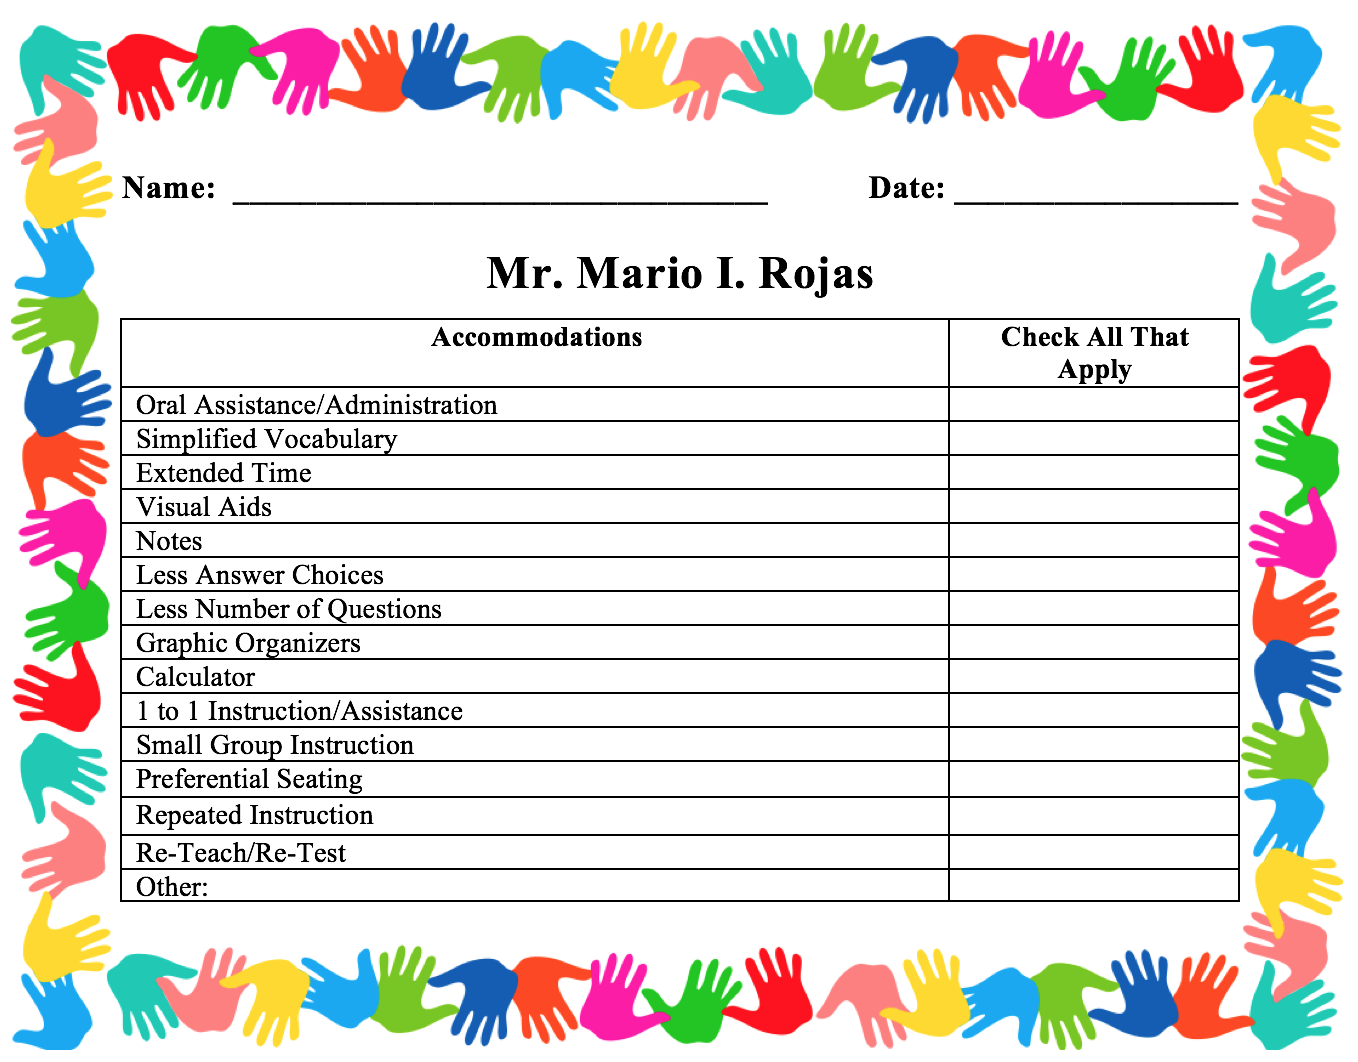 Name: __________________________________ Date: __________________
Mr. Mario I. Rojas
Accommodations
Check All That
Apply
Oral Assistance/Administration
Simplified Vocabulary
Extended Time
Visual Aids
Notes
Less Answer Choices
Less Number of Questions
Graphic Organizers
Calculator
1 to 1 Instruction/Assistance
Small Group Instruction
Preferential Seating
Repeated Instruction
Re-Teach/Re-Test
Other: